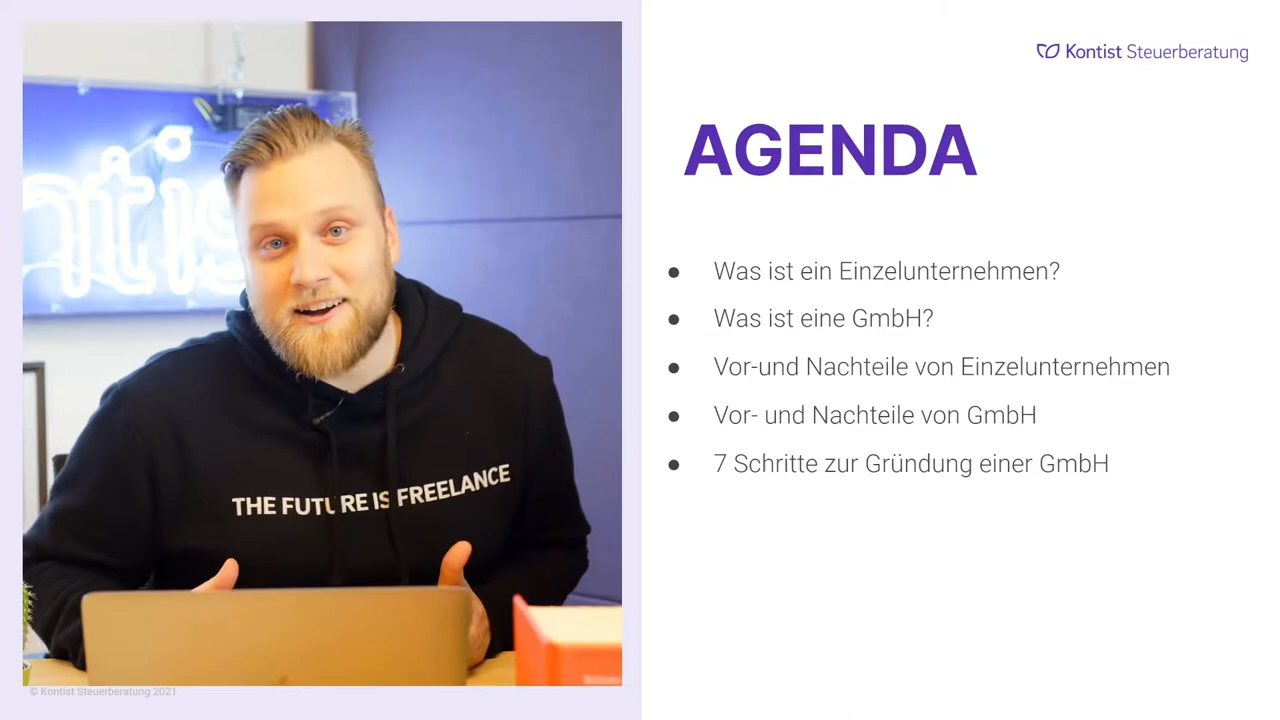 Kontist Steuerberatung
AGENDA
Was ist ein Einzelunternehmen?
Was ist eine GmbH?
Vor-und Nachteile von Einzelunternehmen
Vor- und Nachteile von GmbH
7 Schritte zur Gründung einer GmbH
ntis
THE FUTURE IS FREELANCE
© Kontist Steuerberatung 2021